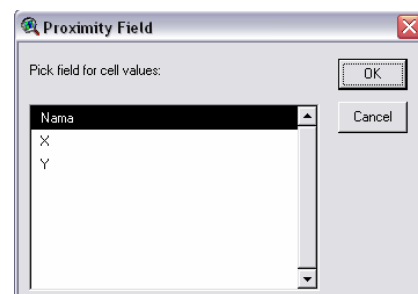 Proximity Field
Pick field for cell values:
OK
Cancel
Nama
X
Y